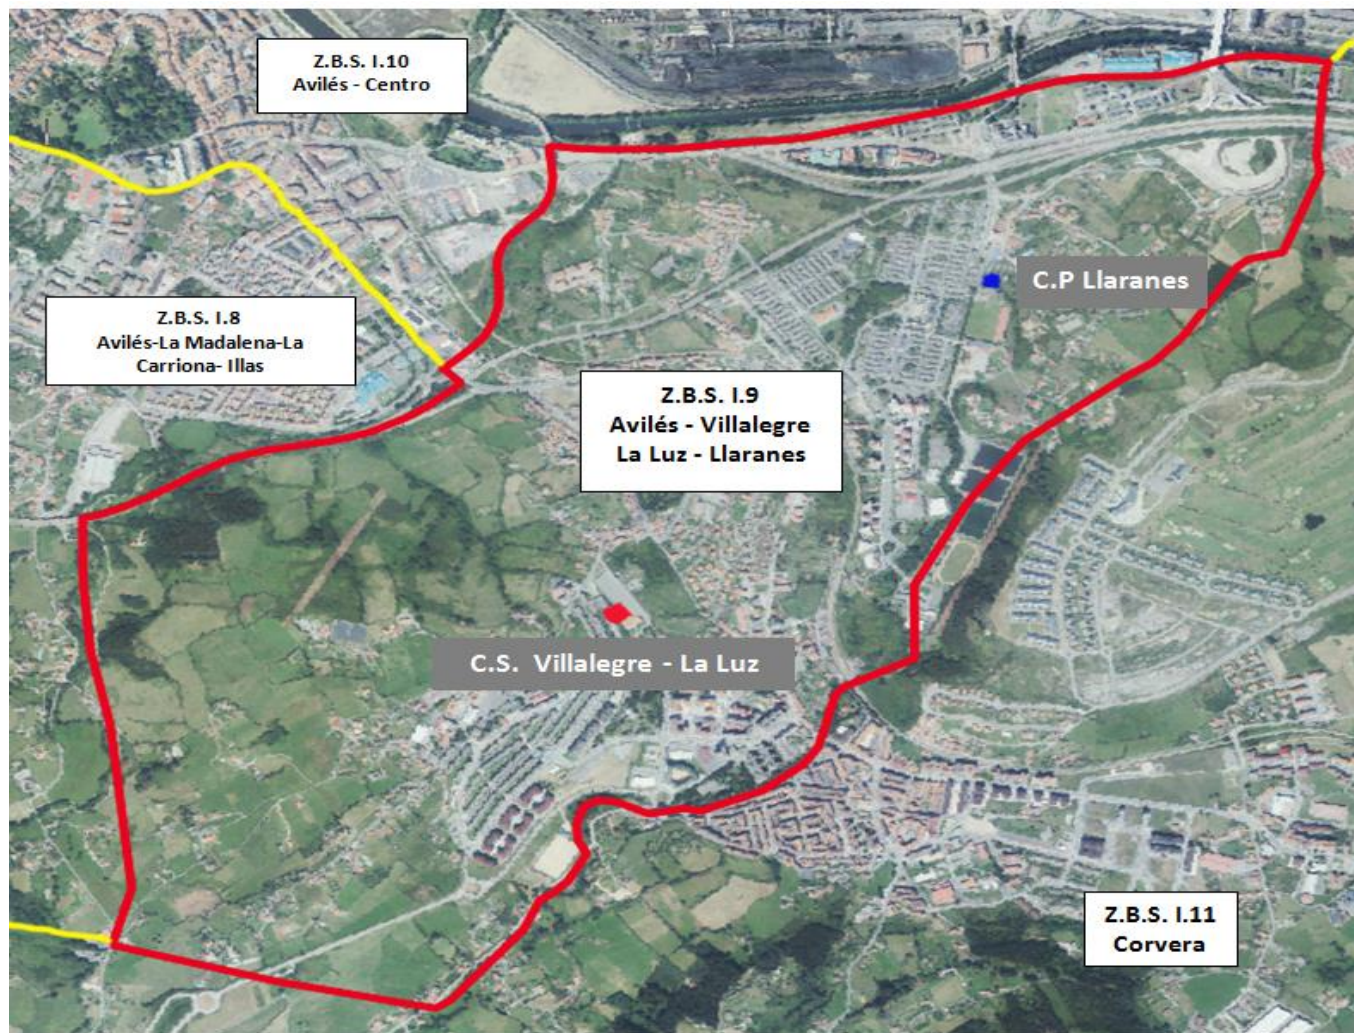 Z.B.S. I.10
Avilés - Centro
C.P Llaranes
Z.B.S. I.8
Avilés-La Madalena-La
Carriona- Illas
Z.B.S. I.9
Avilés - Villalegre
La Luz - Llaranes
C.S. Villalegre - La Luz
Z.B.S. I.11
Corvera